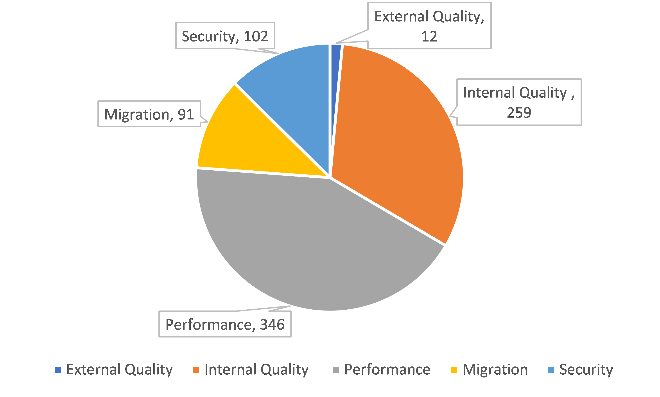 External Quality,
12
Security, 102
Internal Quality ,
259
Migration, 91
Performance, 346
External Quality
Internal Quality
Performance
Migration
Security